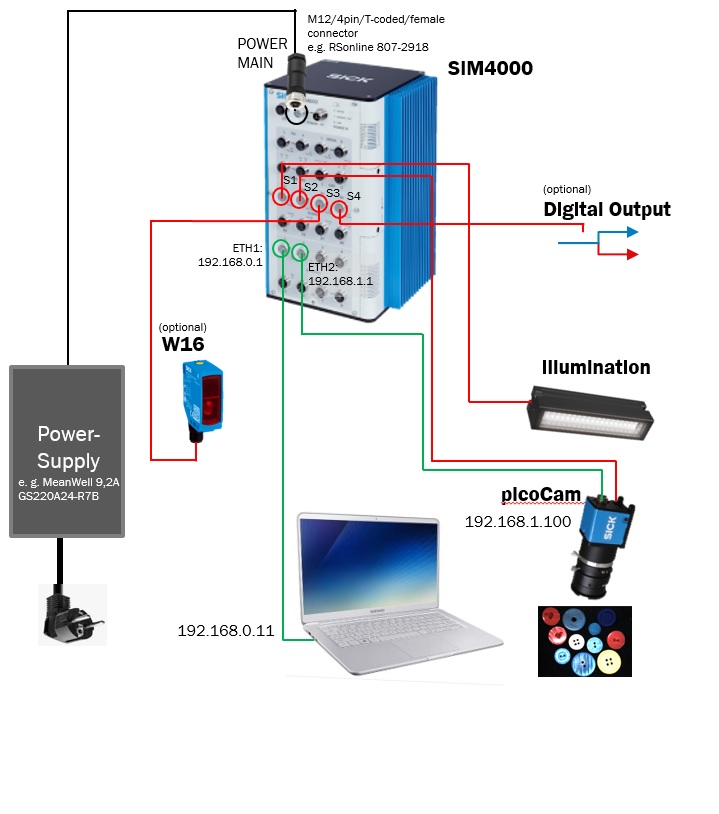 M12/4pin/T-coded/female
connector
e.g. RSonline 807-2918
POWER
MAIN
SIM4000
SICK
S1
S2
S3
S4
(optional)
Digital Output
ETH1:
192.168.0.1
ETH2:
192.168.1.1
(optional)
W16
Illumination
Power-
Supply
e. g. MeanWell 9,2A
GS220A24-R7B
picoCam
192.168.1.100
SICK
192.168.0.11